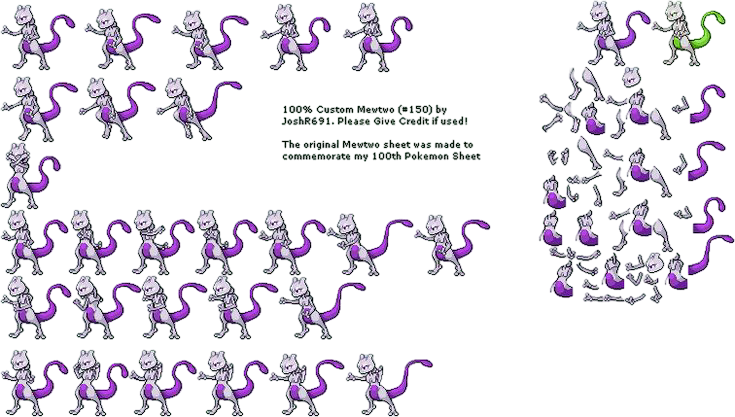 100% Custom Mewtwo (#150) by
JoshR691. Please Give Credit if used!
The original Mewtwo sheet was made to
commemorate my 100th Pokemon Sheet